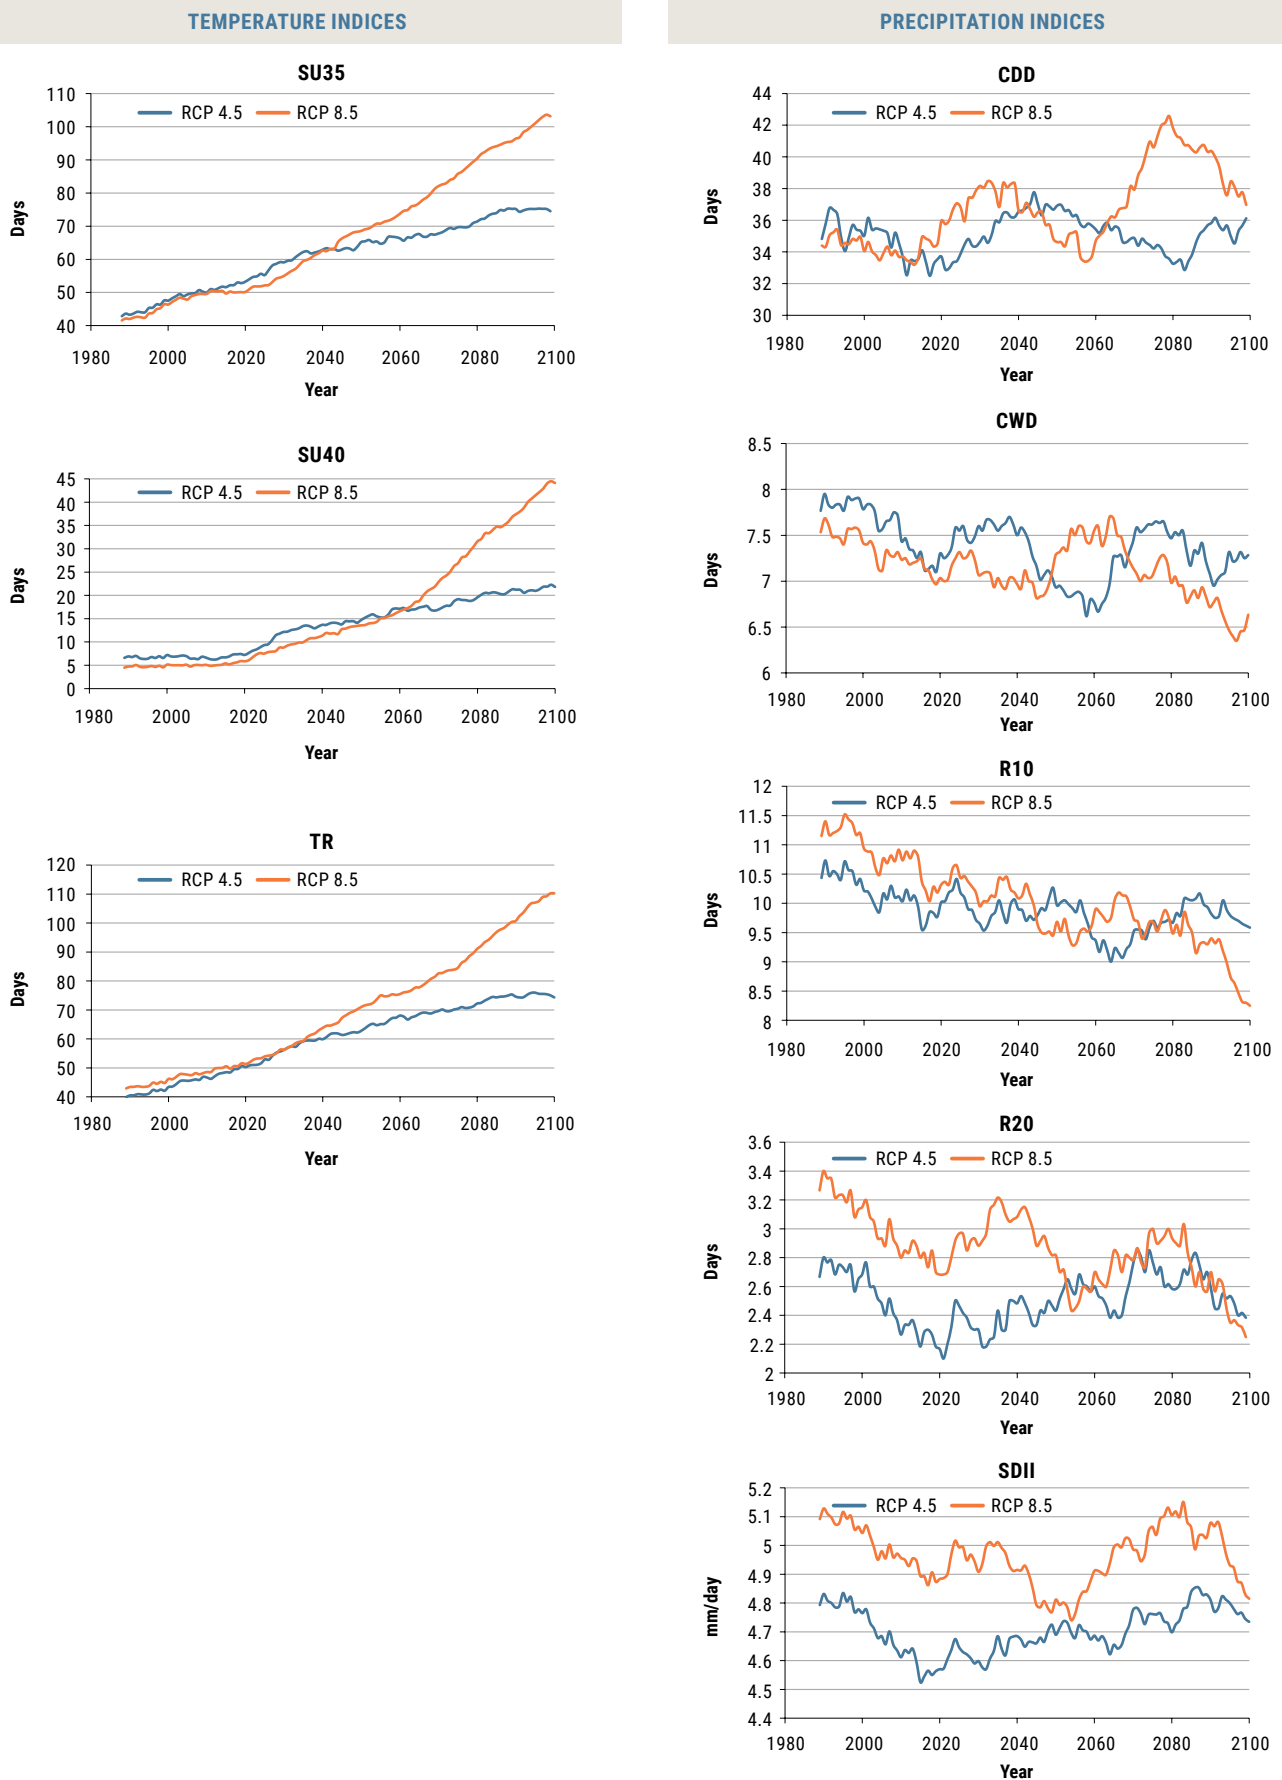 TEMPERATURE INDICES
SU35
110
100
90
80
70
60
50
40
RCP 4.5 RCP 8.5
Days
1980 2000 2020 2040 2060 2080 2100
Year
SU40
45
40
35
30
25
20
15
10
5
0
RCP 4.5 RCP 8.5
Days
1980 2000 2020 2040 2060 2080 2100
Year
TR
120
110
100
90
80
70
60
50
40
RCP 4.5 RCP 8.5
Days
1980 2000 2020 2040 2060 2080 2100
Year
PRECIPITATION INDICES
CDD
44
42
40
38
36
34
32
30
RCP 4.5 RCP 8.5
Days
1980 2000 2020 2040 2060 2080 2100
Year
CWD
8.5
8
7.5
7
6.5
6
Days
1980 2000 2020 2040 2060 2080 2100
Year
R10
12
11.5
11
10.5
10
9.5
9
8.5
8
RCP 4.5 RCP 8.5
Days
1980 2000 2020 2040 2060 2080 2100
Year
R20
3.6
3.4
3.2
3
2.8
2.6
2.4
2.2
2
RCP 4.5 RCP 8.5
Days
1980 2000 2020 2040 2060 2080 2100
Year
SDII
5.2
5.1
5
4.9
4.8
4.7
4.6
4.5
4.4
RCP 4.5 RCP 8.5
mm/day
1980 2000 2020 2040 2060 2080 2100
Year